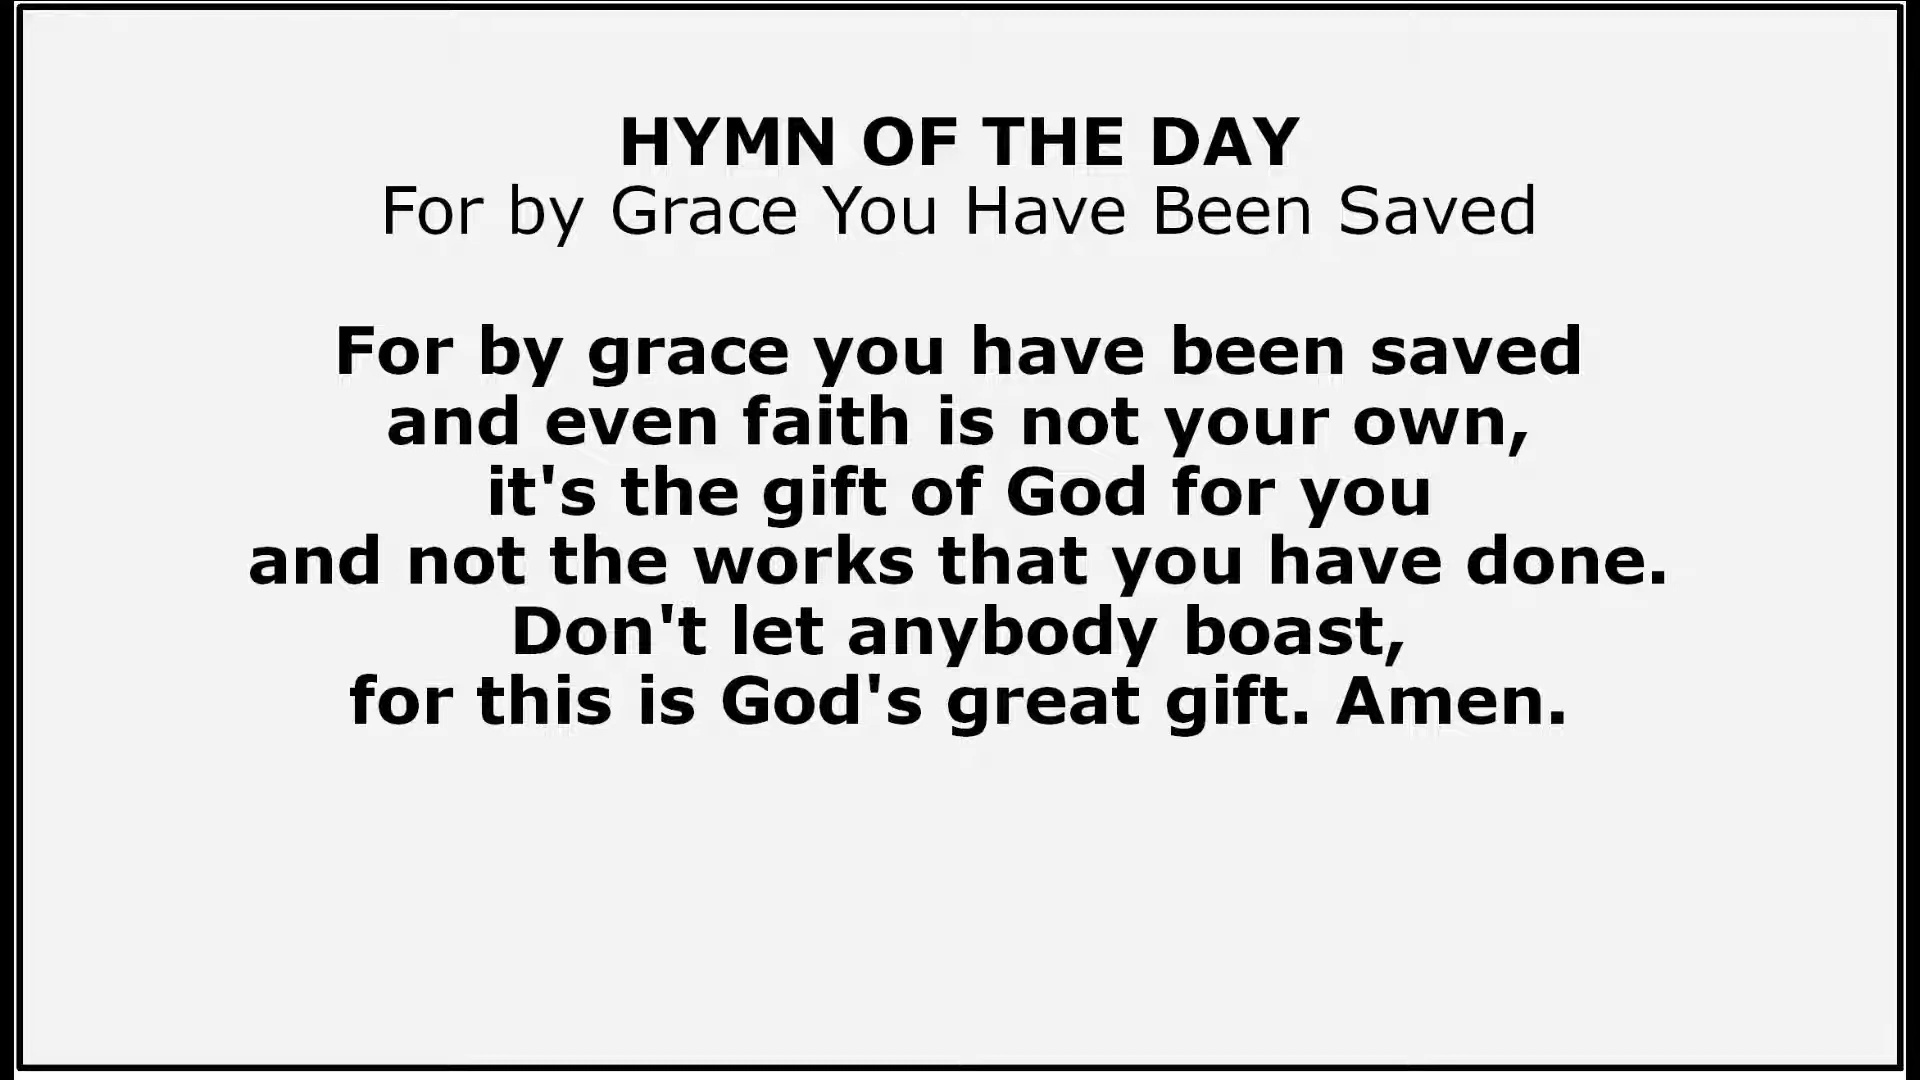 HYMN OF THE DAY
For by Grace You Have Been Saved
For by grace you have been saved
and even faith is not your own,
it's the gift of God for you
and not the works that you have done.
Don't let anybody boast,
for this is God's great gift. Amen.